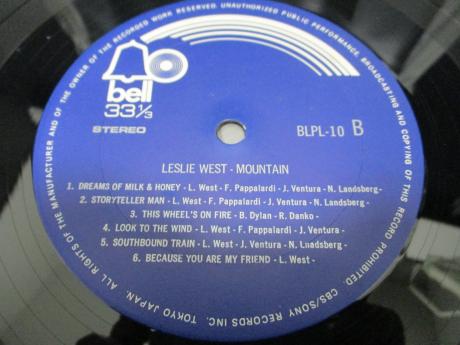 ALL RIGHTS OF THE MANUFACTURER AND OF THE OWNER OF THE RECORDED WORK RESERVED. UNAUTHORIZED PUBLIC PERFORMANCE BROADCASTING AND COPYING OF THIS RECORD PROHIBITED. CBS/SONY RECORDS INC. TOKYO JAPAN.
bell
33 1/3
STEREO
BLPL-10 B
LESLIE WEST - MOUNTAIN
1. DREAMS OF MILK & HONEY - L. West - F. Pappalardi - J. Ventura - N. Landsberg -
2. STORYTELLER MAN - L. West - F. Pappalardi - J. Ventura - N. Landsberg -
3. THIS WHEEL'S ON FIRE - B. Dylan - R. Danko -
4. LOOK TO THE WIND - L. West - F. Pappalardi - J. Ventura -
5. SOUTHBOUND TRAIN - L. West - J. Ventura - N. Lnadsberg -
6. BECAUSE YOU ARE MY FRIEND - L. West -